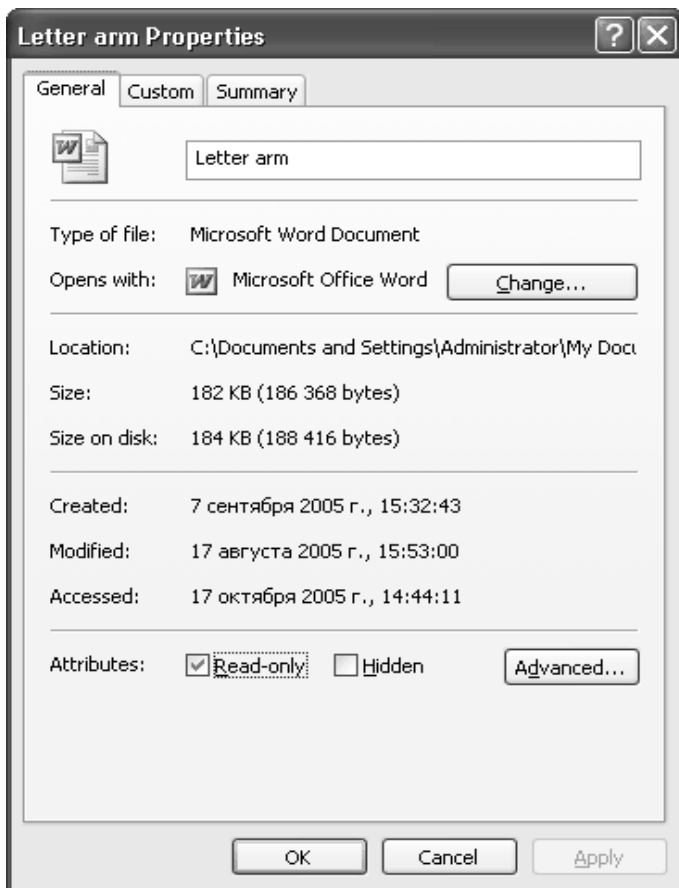 Letter arm Properties
General Custom Summary
Letter arm
Type of file: Microsoft Word Document
Opens with: Microsoft Office Word Change...
Location: C:\Documents and Settings\Administrator\My Docu
Size: 182 KB (186 368 bytes)
Size on disk: 184 KB (188 416 bytes)
Created: 7 сентября 2005 г., 15:32:43
Modified: 17 августа 2005 г., 15:53:00
Accessed: 17 октября 2005 г., 14:44:11
Attributes: Read-only Hidden Advanced...
OK Cancel Apply